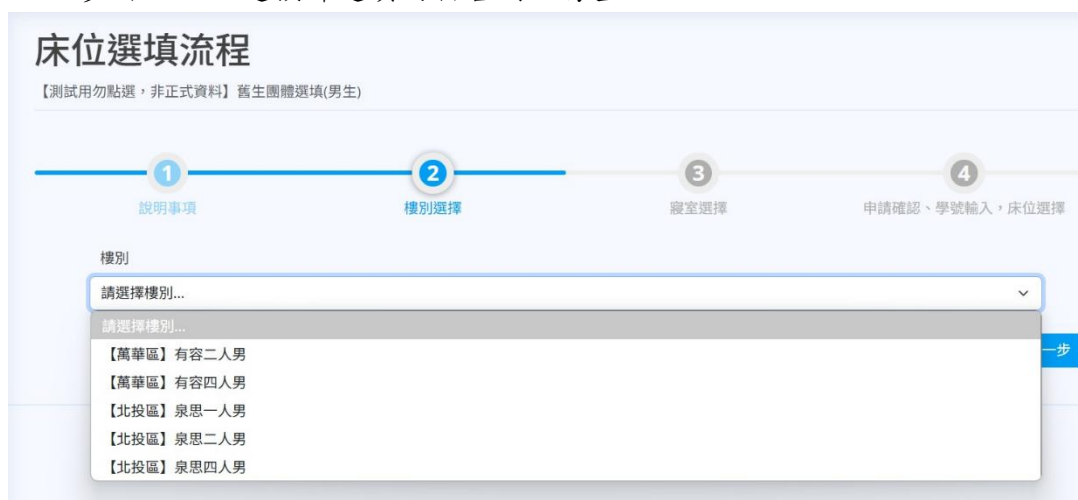 床位選填流程
【測試用勿點選，非正式資料】舊生團體選填(男生)
1 2 3 4
說明事項 樓別選擇 寢室選擇 申請確認、學號輸入，床位選擇
樓別
請選擇樓別...
請選擇樓別...
【萬華區】有容二人男
一步
【萬華區】有容四人男
【北投區】泉思一人男
【北投區】泉思二人男
【北投區】泉思四人男